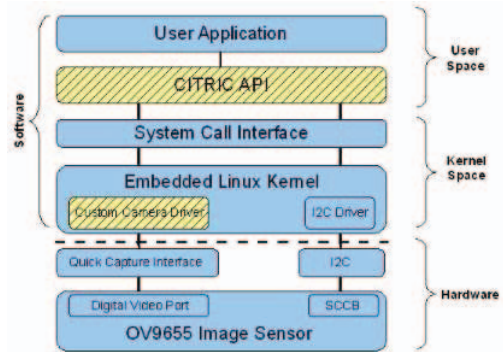 User Application
CITRIC API
System Call Interface
Embedded Linux Kernel
Custom Camera Driver
I2C Driver
Quick Capture Interface
I2C
Digital Video Port
SCCB
OV9655 Image Sensor
Software
User
Space
Kernel
Space
Hardware